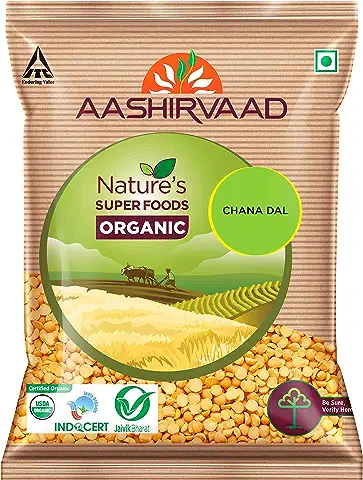 Enduring Value
AASHIRVAAD
Nature's
SUPER FOODS
ORGANIC
CHANA DAL
Certified Organic
USDA
ORGANIC
INDOCERT
Jaivik Bharat
Be Sure,
Verify Here